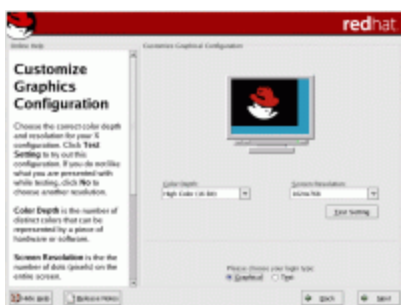 redhat
Online Help
Customize Graphical Configuration
Customize
Graphics
Configuration
Choose the correct color depth
and resolution for your X
configuration. Click Test
Setting to try out this
configuration. If you do not like
what you are presented with
while testing, click No to
choose another resolution.
Color Depth is the number of
distinct colors that can be
represented by a piece of
hardware or software.
Screen Resolution is the the
number of dots (pixels) on the
entire screen.
Color Depth:
High Color (16 Bit)
Screen Resolution:
1024x768
Test Setting
Please choose your login type:
Graphical
Text
Hide Help
Release Notes
Back
Next